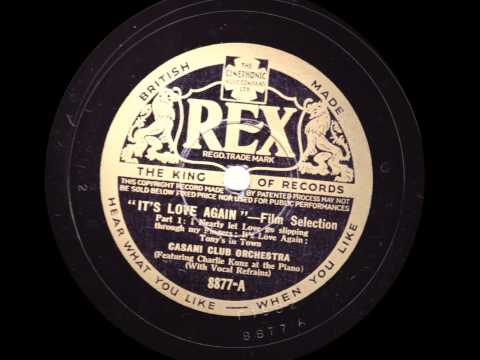 THE
CINETHONIC
LTD.
BRITISH MADE
REX
REGD. TRADE MARK
THE KING OF RECORDS
THIS COPYRIGHT RECORD MADE BY PATENTED PROCESS MAY NOT
BE SOLD BELOW FIXED PRICE NOR USED FOR PUBLIC PERFORMANCES
"IT'S LOVE AGAIN"—Film Selection
Part 1: I Nearly let Love go slipping
through my Fingers; It's Love Again;
Tony's in Town
CASANI CLUB ORCHESTRA
(Featuring Charlie Kunz at the Piano)
(With Vocal Refrains)
8877-A
HEAR WHAT YOU LIKE — WHEN YOU LIKE
8877 A